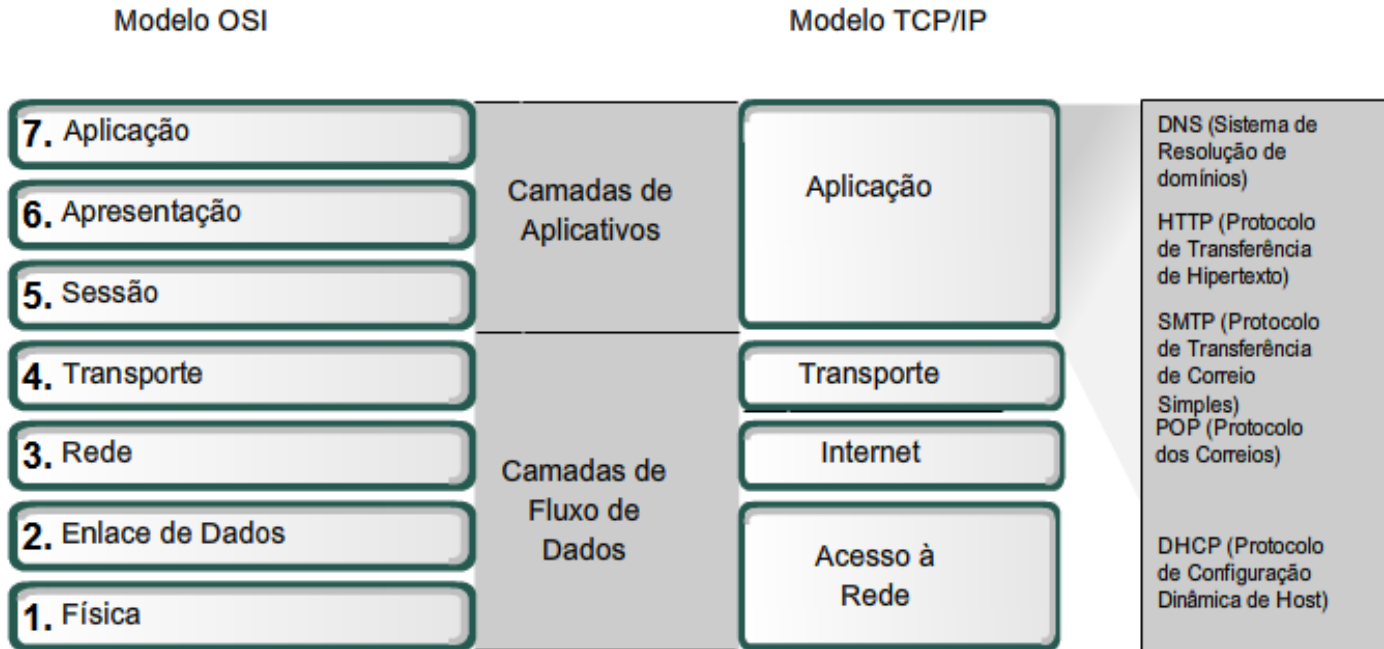 Modelo OSI
Modelo TCP/IP
7. Aplicação
6. Apresentação
5. Sessão
4. Transporte
3. Rede
2. Enlace de Dados
1. Física
Camadas de
Aplicativos
Camadas de
Fluxo de
Dados
Aplicação
Transporte
Internet
Acesso à
Rede
DNS (Sistema de
Resolução de
domínios)
HTTP (Protocolo
de Transferência
de Hipertexto)
SMTP (Protocolo
de Transferência
de Correio
Simples)
POP (Protocolo
dos Correios)
DHCP (Protocolo
de Configuração
Dinâmica de Host)